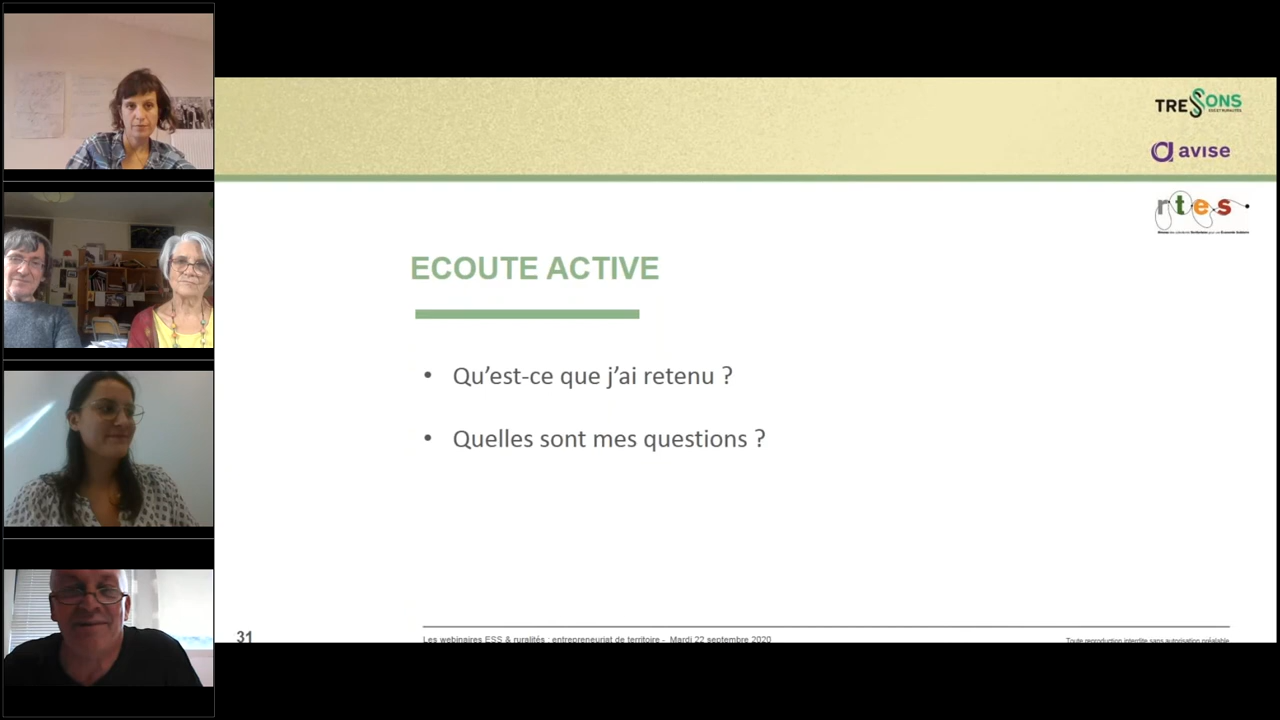 TRESSONS
avise
rtes
ECOUTE ACTIVE
• Qu’est-ce que j’ai retenu ?
• Quelles sont mes questions ?
31
Les webinaires ESS & ruralités : entrepreneuriat de territoire - Mardi 22 septembre 2020
Toute reproduction interdite sans autorisation préalable